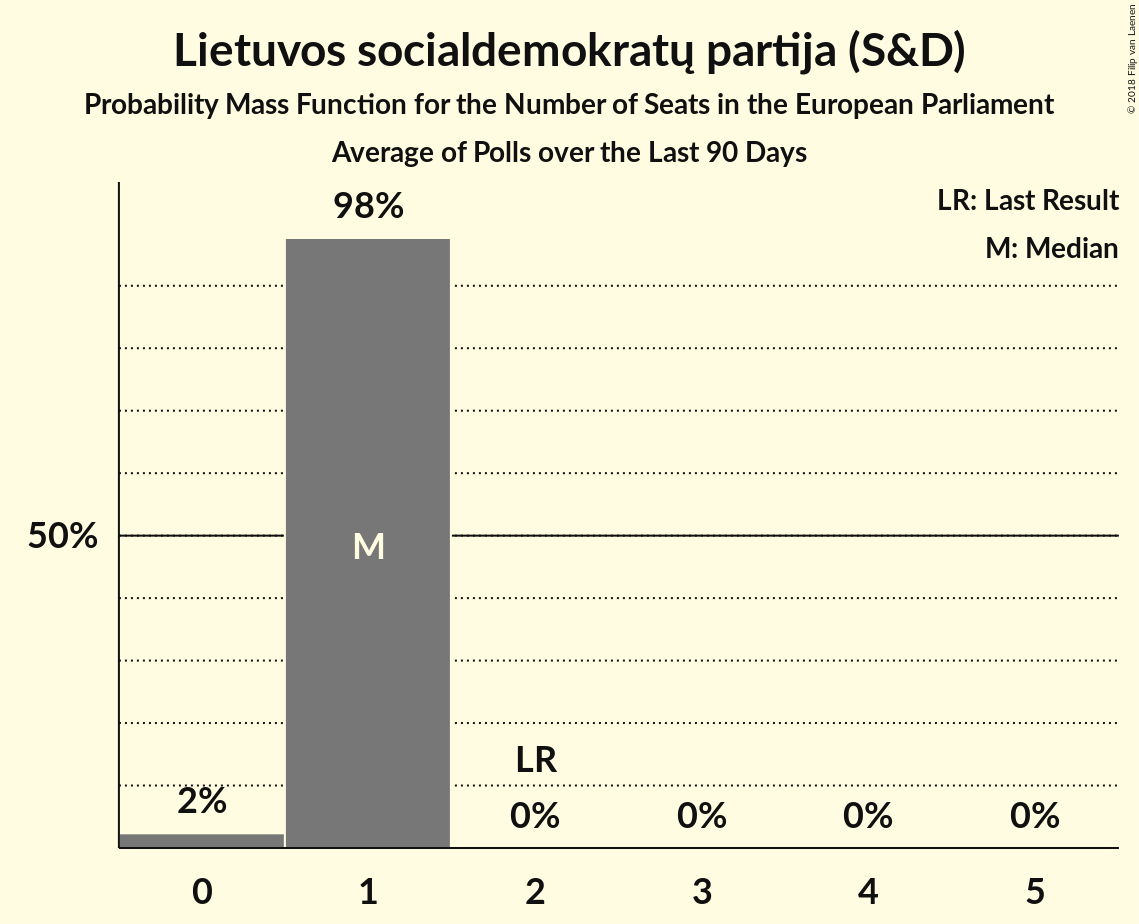 Lietuvos socialdemokratų partija (S&D)
Probability Mass Function for the Number of Seats in the European Parliament
Average of Polls over the Last 90 Days
© 2018 Filip van Laenen
LR: Last Result
M: Median
98%
50%
M
LR
2%
0%
0%
0%
0%
0
1
2
3
4
5